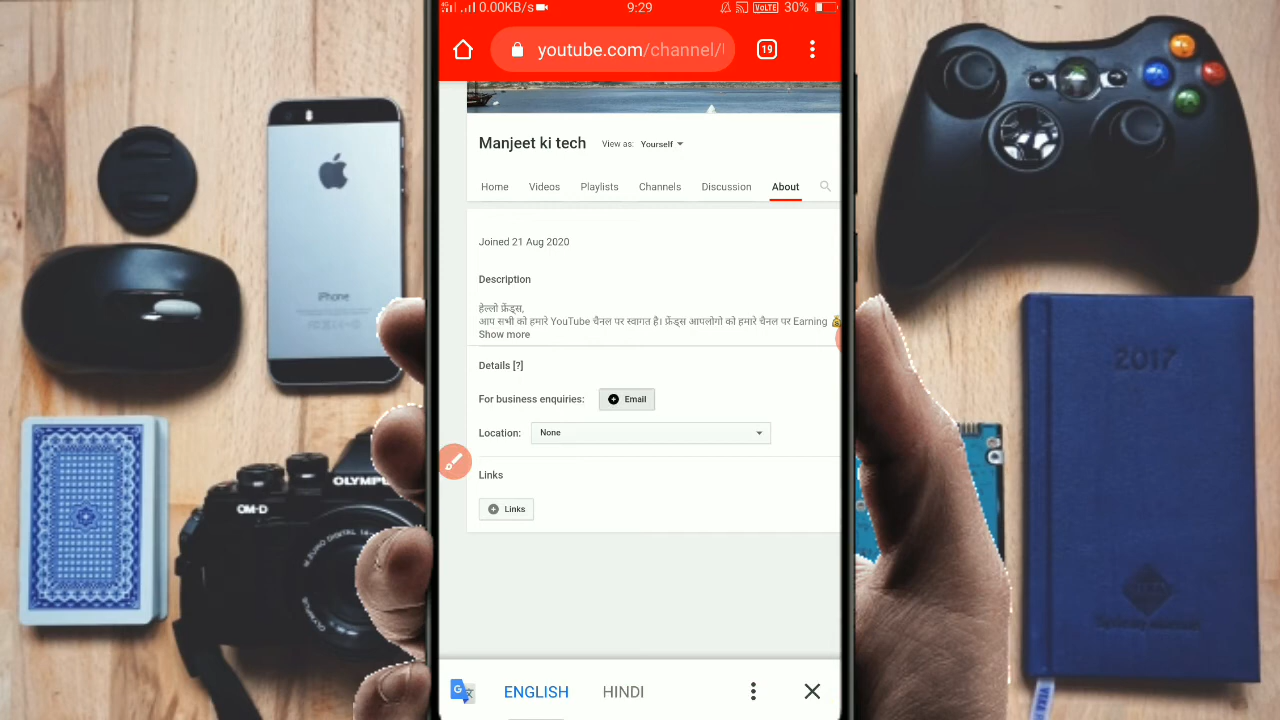 4G 0.00KB/s 9:29 VoLTE 30%
youtube.com/channel/ 19
Manjeet ki tech View as: Yourself
Home Videos Playlists Channels Discussion About
Joined 21 Aug 2020
Description
हेल्लो फ्रेंड्स,
आप सभी को हमारे YouTube चैनल पर स्वागत है। फ्रेंड्स आपलोगो को हमारे चैनल पर Earning 💰
Show more
Details [?]
For business enquiries: Email
Location: None
Links
Links
ENGLISH HINDI
iPhone
OLYMPU
OM-D
2017